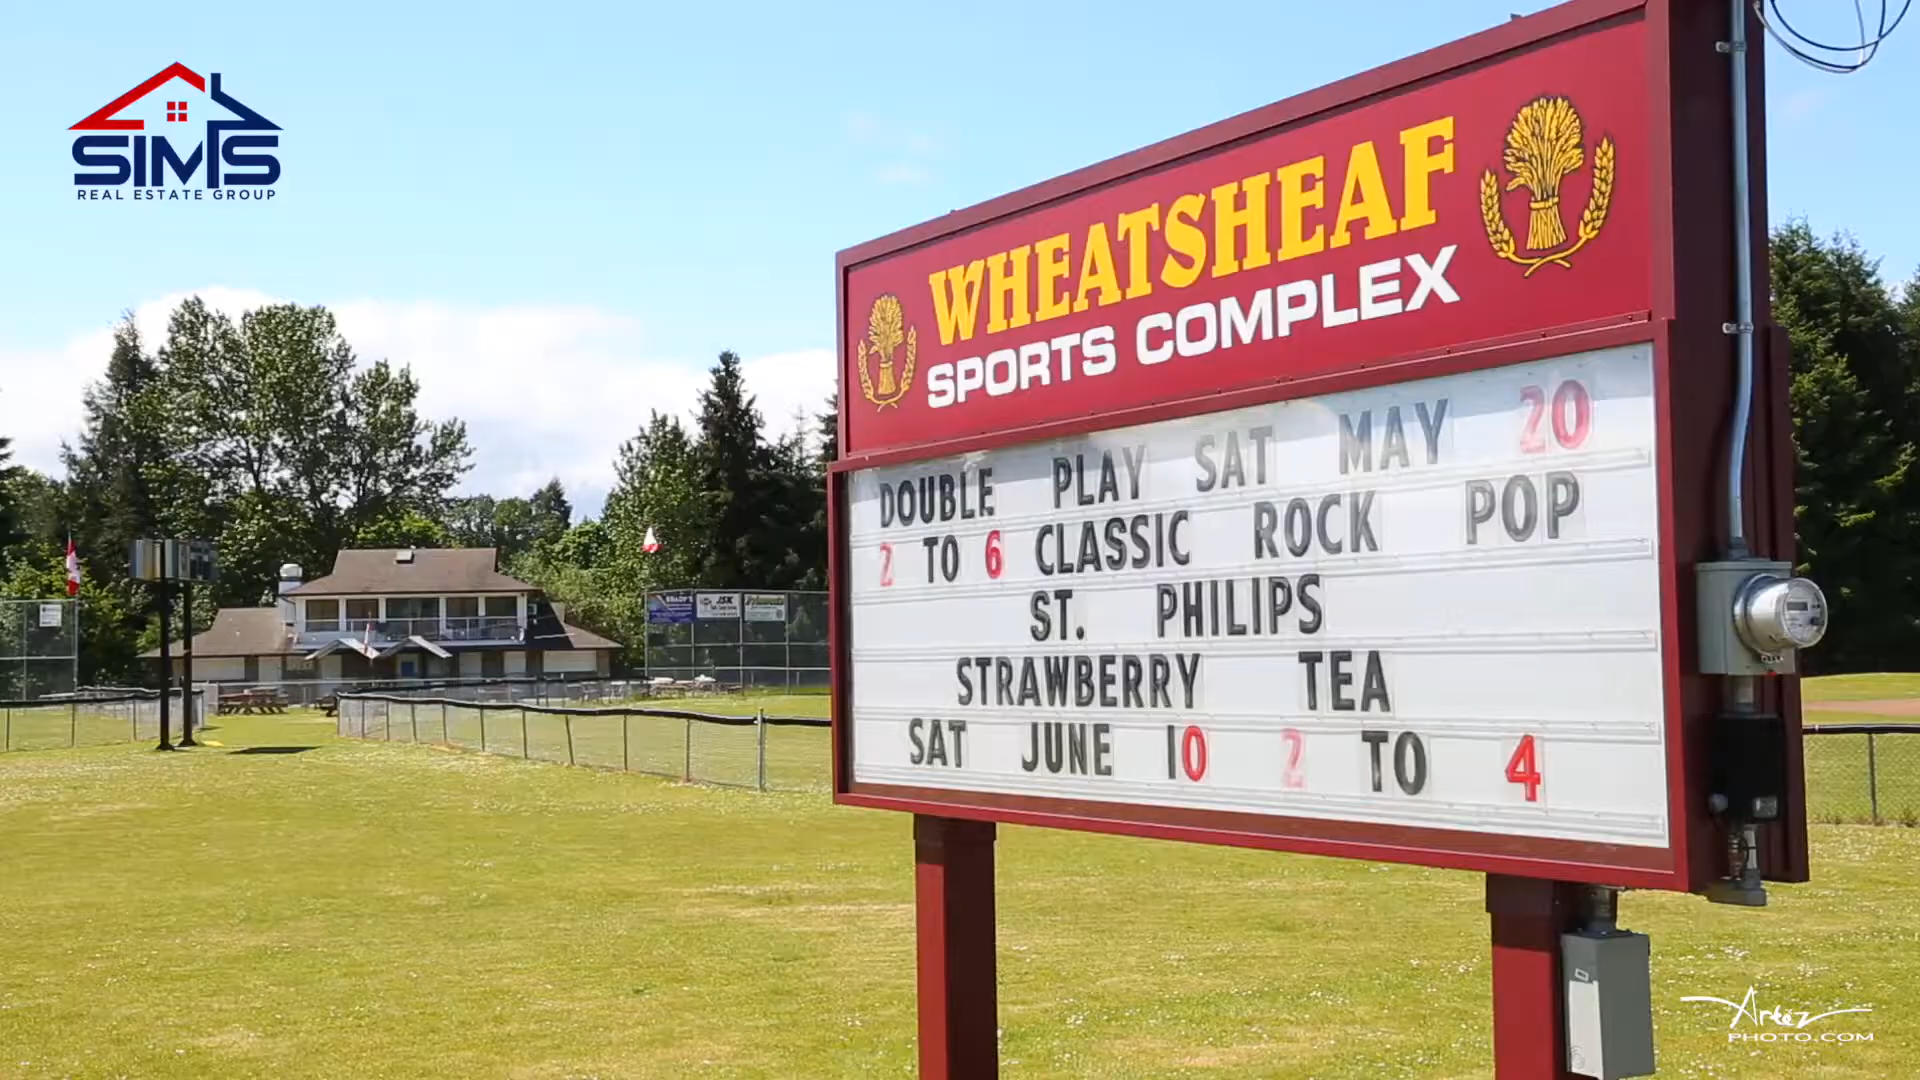 SIMS
REAL ESTATE GROUP
WHEATSHEAF
SPORTS COMPLEX
DOUBLE PLAY SAT MAY 20
2 TO 6 CLASSIC ROCK POP
ST. PHILIPS
STRAWBERRY TEA
SAT JUNE 10 2 TO 4
JSK
Artez
PHOTO.COM